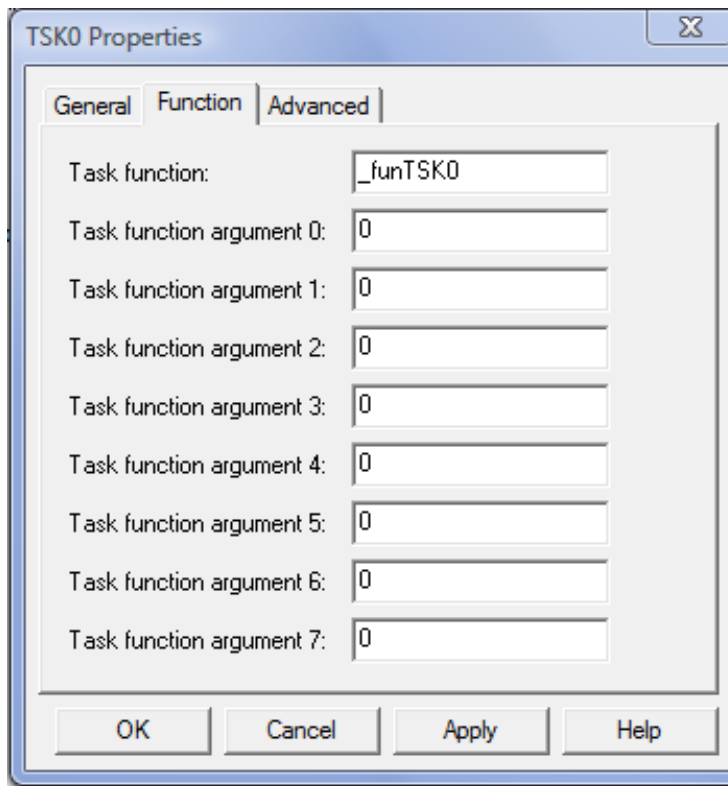 TSK0 Properties
General Function Advanced
Task function: _funTSK0
Task function argument 0: 0
Task function argument 1: 0
Task function argument 2: 0
Task function argument 3: 0
Task function argument 4: 0
Task function argument 5: 0
Task function argument 6: 0
Task function argument 7: 0
OK Cancel Apply Help